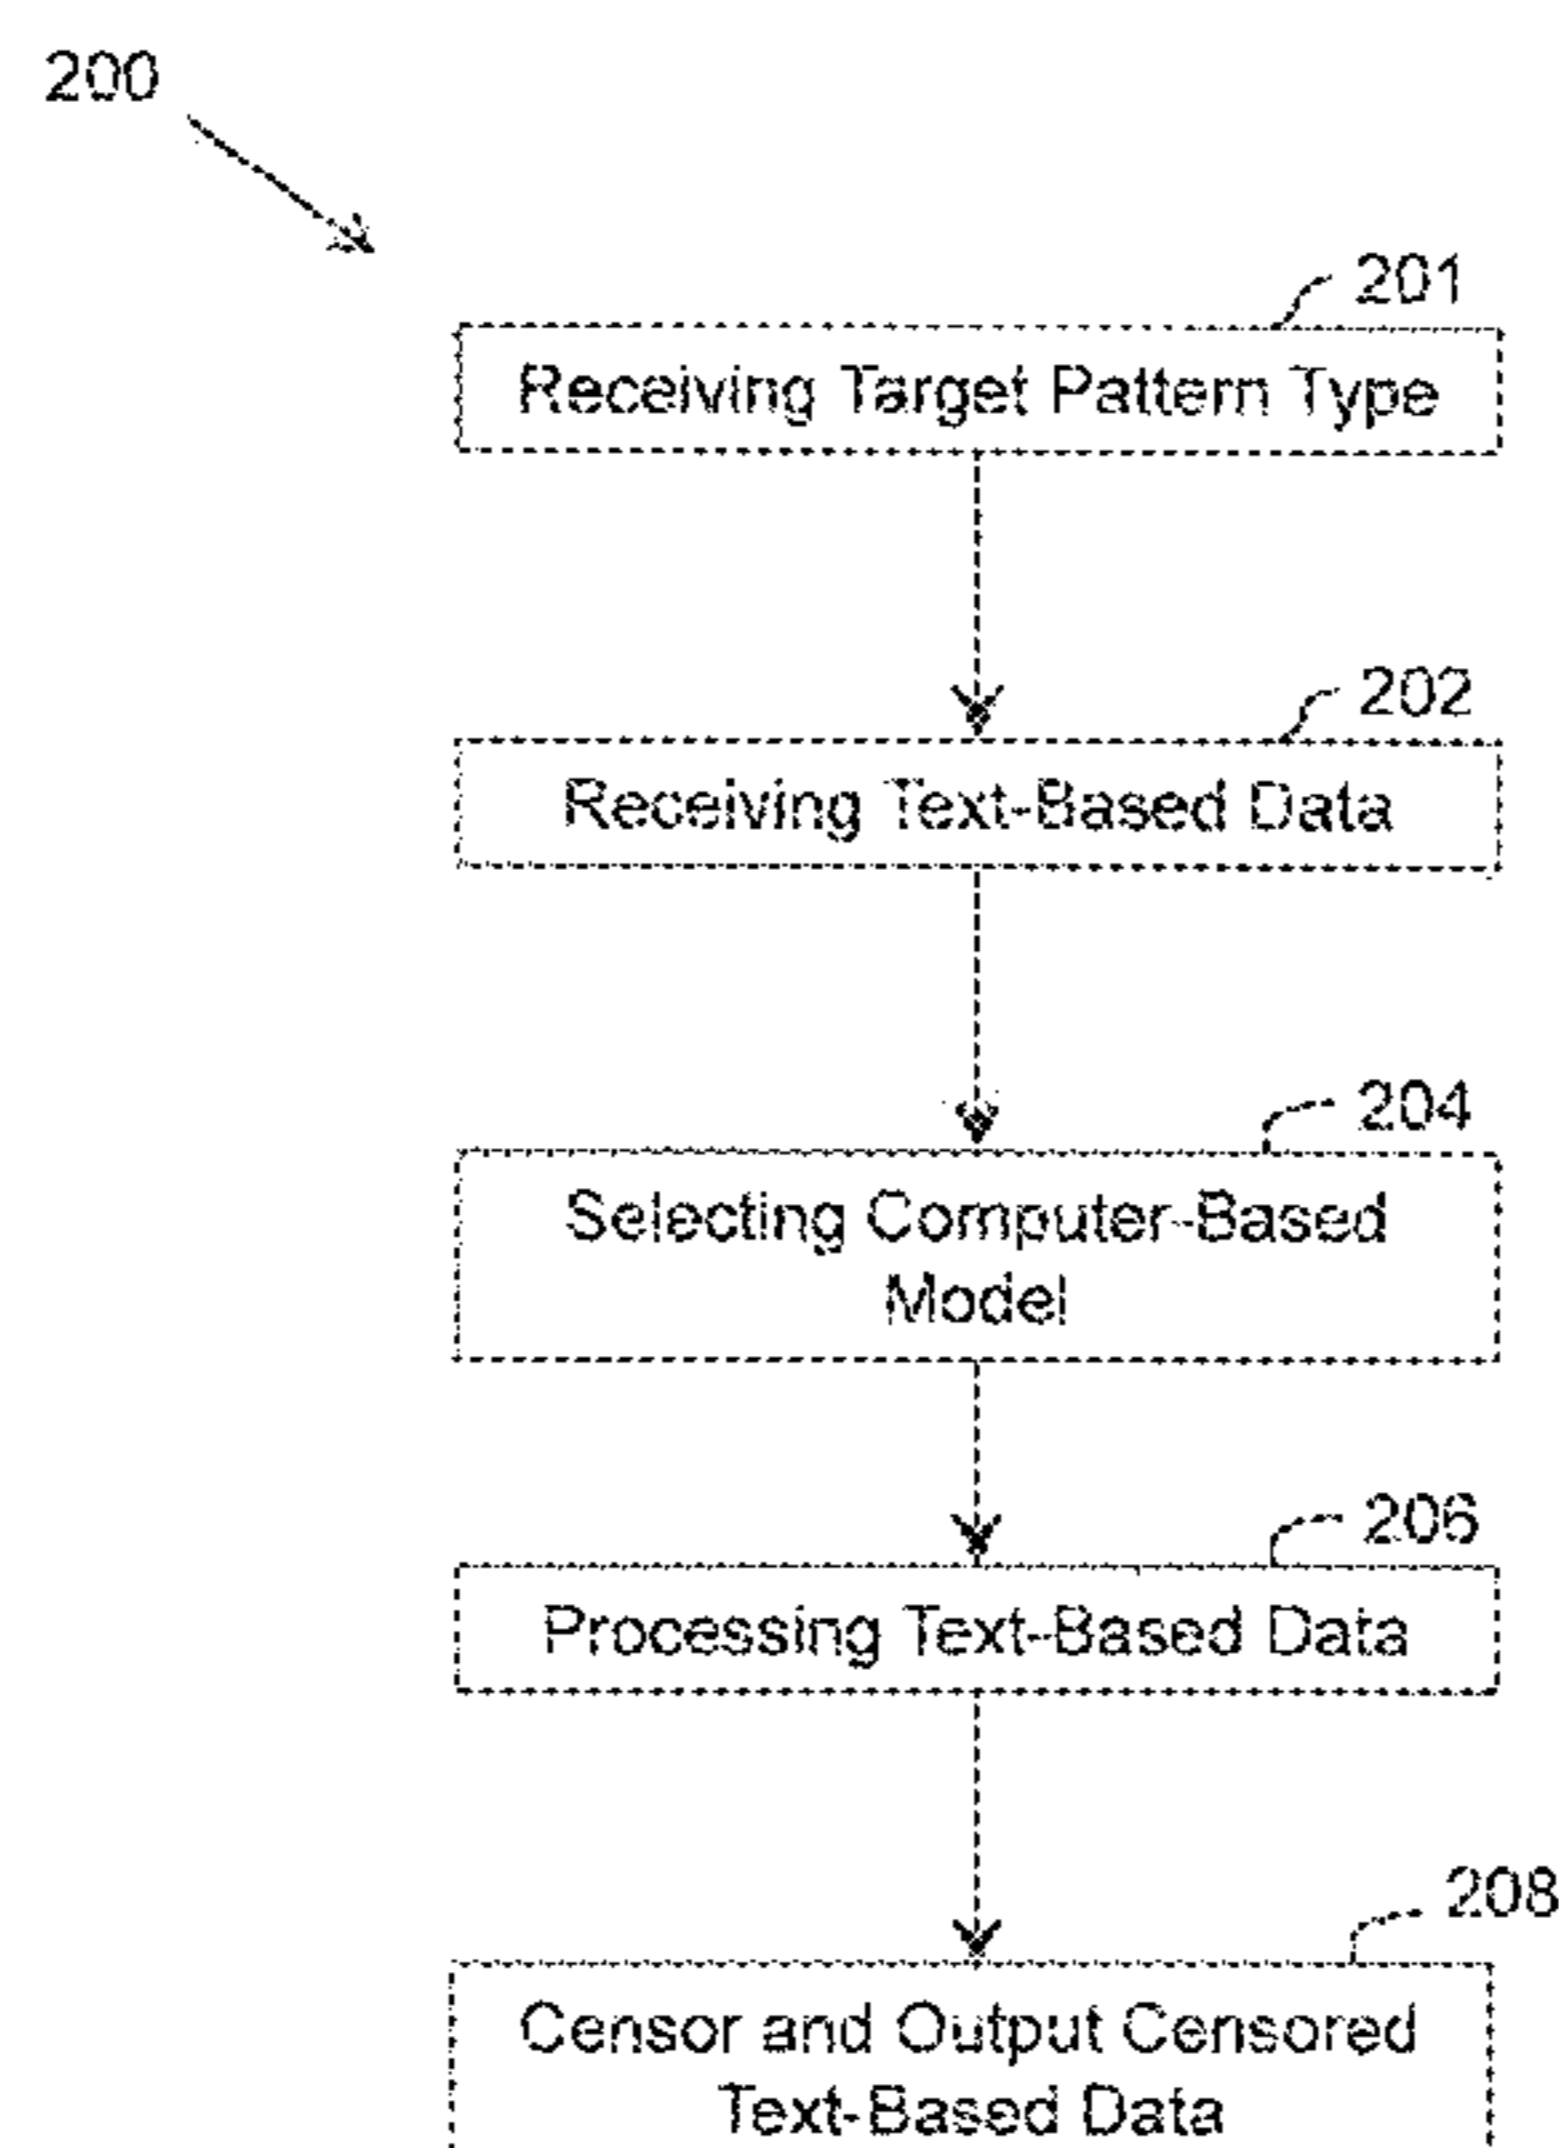 200
201
Receiving Target Pattern Type
202
Receiving Text-Based Data
204
Selecting Computer-Based
Model
206
Processing Text-Based Data
208
Censor and Output Censored
Text-Based Data